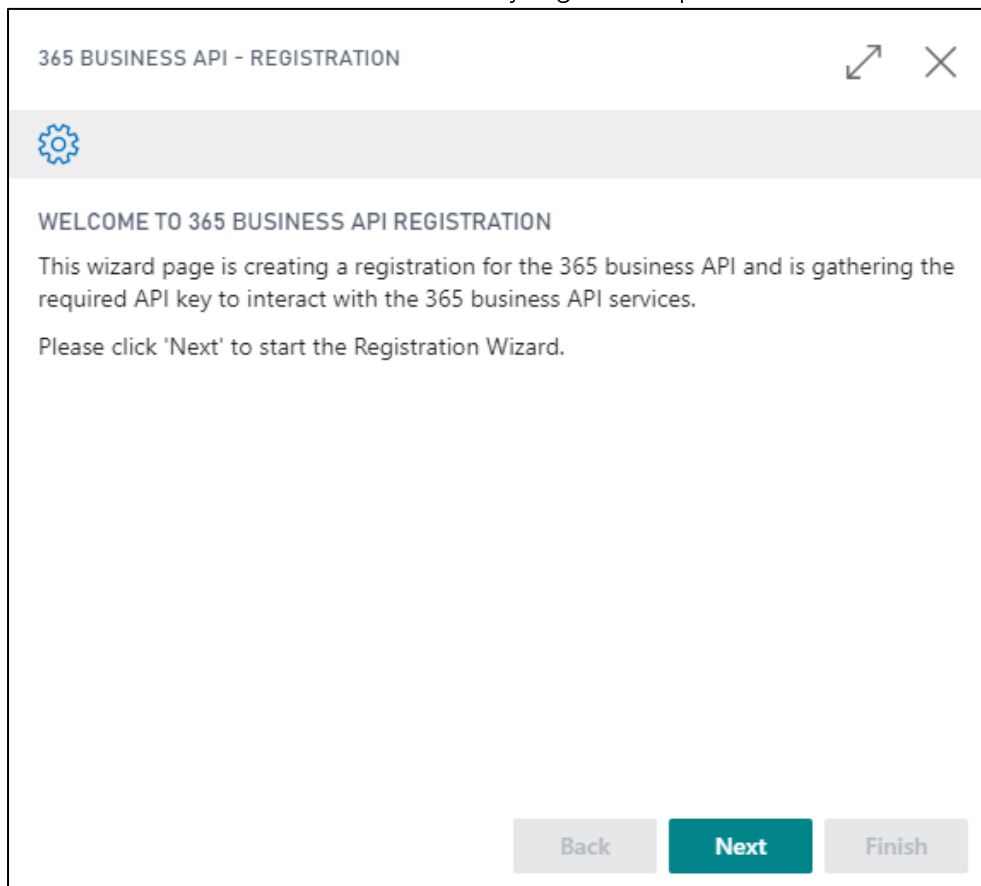 365 BUSINESS API - REGISTRATION
WELCOME TO 365 BUSINESS API REGISTRATION
This wizard page is creating a registration for the 365 business API and is gathering the
required API key to interact with the 365 business API services.
Please click 'Next' to start the Registration Wizard.
Back Next Finish